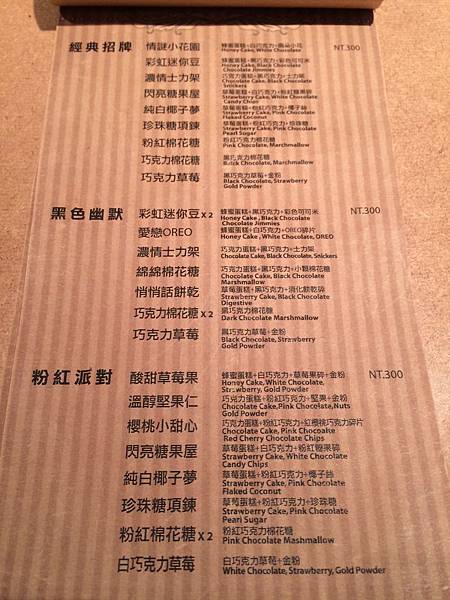 經典招牌 情謎小花園 蜂蜜蛋糕+白巧克力+ NT.300
Honey Cake, White Chocolate
彩虹迷你豆 蜂蜜蛋糕+黑巧克力+彩色可可米
Honey Cake, Black Chocolate
Chocolate Jimmies
濃情士力架 巧克力蛋糕+黑巧克力+士力架
Chocolate Cake, Black Chocolate
Snickers
閃亮糖果屋 草莓蛋糕+白巧克力+粉紅糖果碎
Strawberry Cake, White Chocolate
Candy Chips
純白椰子夢 草莓蛋糕+粉紅巧克力+椰子絲
Strawberry Cake, Pink Chocolate
Flaked Coconut
珍珠糖項鍊 草莓蛋糕+粉紅巧克力+珍珠糖
Strawberry Cake, Pink Chocolate
Pearl Sugar
粉紅棉花糖 粉紅巧克力棉花糖
Pink Chocolate, Marchmallow
巧克力棉花糖 黑巧克力棉花糖
Black Chocolate, Marchmallow
巧克力草莓 黑巧克力草莓+金粉
Black Chocolate, Strawberry
Gold Powder
黑色幽默 彩虹迷你豆 x 2 蜂蜜蛋糕+黑巧克力+彩色可可米 NT.300
Honey Cake , Black Chocolate
Chocolate Jimmies
愛戀OREO 蜂蜜蛋糕+白巧克力+OREO碎片
Honey Cake , White Chocolate, OREO
濃情士力架 巧克力蛋糕+黑巧克力+士力架
Chocolate Cake, Black Chocolate, Snickers
綿綿棉花糖 巧克力蛋糕+黑巧克力+小顆棉花糖
Chocolate Cake, Black Chocolate
Marshmallow
悄悄話餅乾 草莓蛋糕+黑巧克力+消化餅乾碎
Strawberry Cake, Black Chocolate
Digestive
巧克力棉花糖 x 2 黑巧克力棉花糖
Dark Chocolate Marshmallow
巧克力草莓 黑巧克力草莓+金粉
Black Chocolate, Strawberry
Gold Powder
粉紅派對 酸甜草莓果 蜂蜜蛋糕+白巧克力+草莓果碎+金粉 NT.300
Honey Cake, White Chocolate,
Strawberry, Gold Powder
溫醇堅果仁 巧克力蛋糕+粉紅巧克力+堅果+金粉
Chocolate Cake,Pink Chocolate,Nuts
Gold Powder
櫻桃小甜心 巧克力蛋糕+粉紅巧克力+紅櫻桃巧克力碎片
Chocolate Cake, Pink Chocoalte
Red Cherry Chocolate Chips
閃亮糖果屋 草莓蛋糕+白巧克力+粉紅糖果碎
Strawberry Cake, White Chocolate
Candy Chips
純白椰子夢 草莓蛋糕+粉紅巧克力+椰子絲
Strawberry Cake, Pink Chocolate
Flaked Coconut
珍珠糖項鍊 草莓蛋糕+粉紅巧克力+珍珠糖
Strawberry Cake, Pink Chocolate
Pearl Sugar
粉紅棉花糖 x 2 粉紅巧克力棉花糖
Pink Chocolate Mashmallow
白巧克力草莓 白巧克力草莓+金粉
White Chocolate, Strawberry, Gold Powder